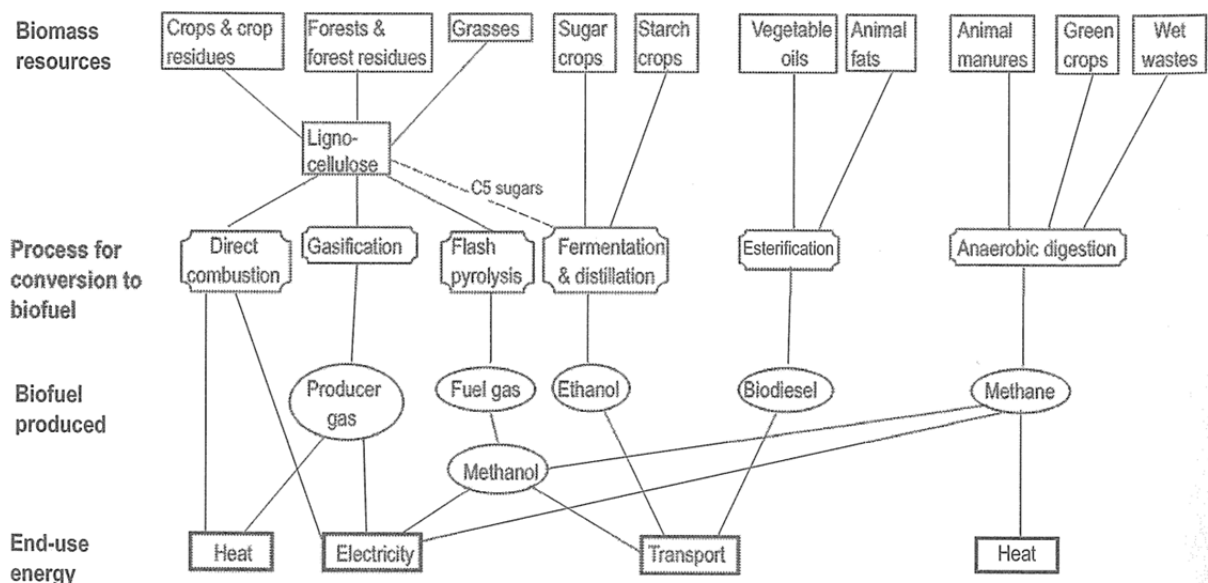 Biomass
resources
Crops & crop
residues
Forests &
forest residues
Grasses
Sugar
crops
Starch
crops
Vegetable
oils
Animal
fats
Animal
manures
Green
crops
Wet
wastes
Ligno-
cellulose
C5 sugars
Process for
conversion to
biofuel
Direct
combustion
Gasification
Flash
pyrolysis
Fermentation
& distillation
Esterification
Anaerobic digestion
Biofuel
produced
Producer
gas
Fuel gas
Ethanol
Biodiesel
Methane
Methanol
End-use
energy
Heat
Electricity
Transport
Heat